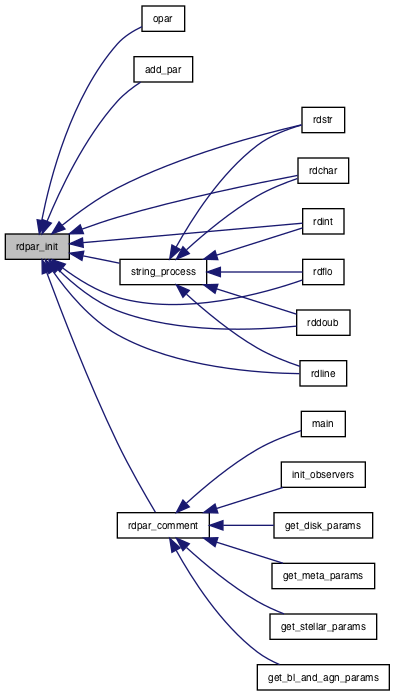 opar
add_par
rdstr
rdchar
rdint
rdpar_init
string_process
rdflo
rddoub
rdline
main
init_observers
rdpar_comment
get_disk_params
get_meta_params
get_stellar_params
get_bl_and_agn_params